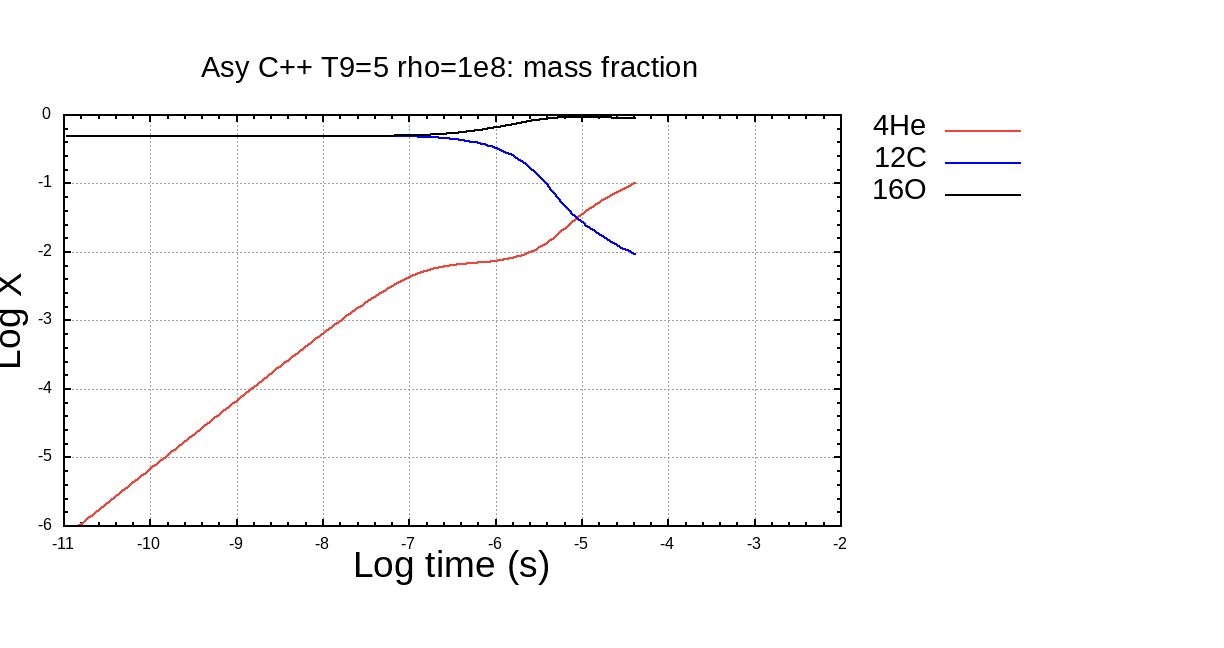 Asy C++ T9=5 rho=1e8: mass fraction
4He
12C
16O
Log X
0
-1
-2
-3
-4
-5
-6
-11 -10 -9 -8 -7 -6 -5 -4 -3 -2
Log time (s)